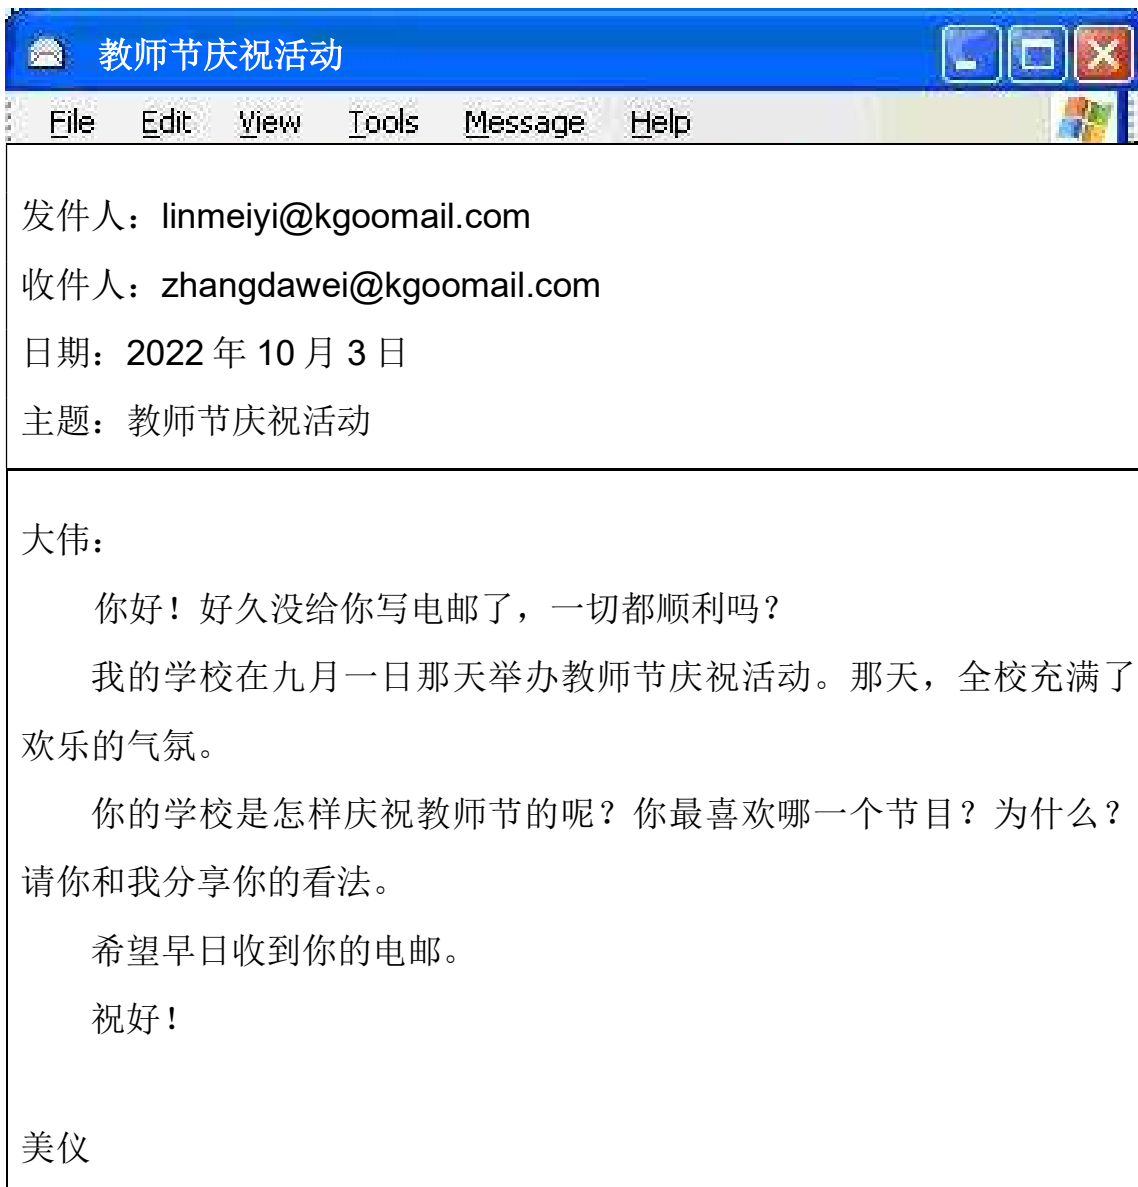 教师节庆祝活动
File Edit View Tools Message Help
发件人：linmeiyi@kgoomail.com
收件人：zhangdawei@kgoomail.com
日期：2022 年 10 月 3 日
主题：教师节庆祝活动
大伟：
你好！好久没给你写电邮了，一切都顺利吗？
我的学校在九月一日那天举办教师节庆祝活动。那天，全校充满了
欢乐的气氛。
你的学校是怎样庆祝教师节的呢？你最喜欢哪一个节目？为什么？
请你和我分享你的看法。
希望早日收到你的电邮。
祝好！
美仪